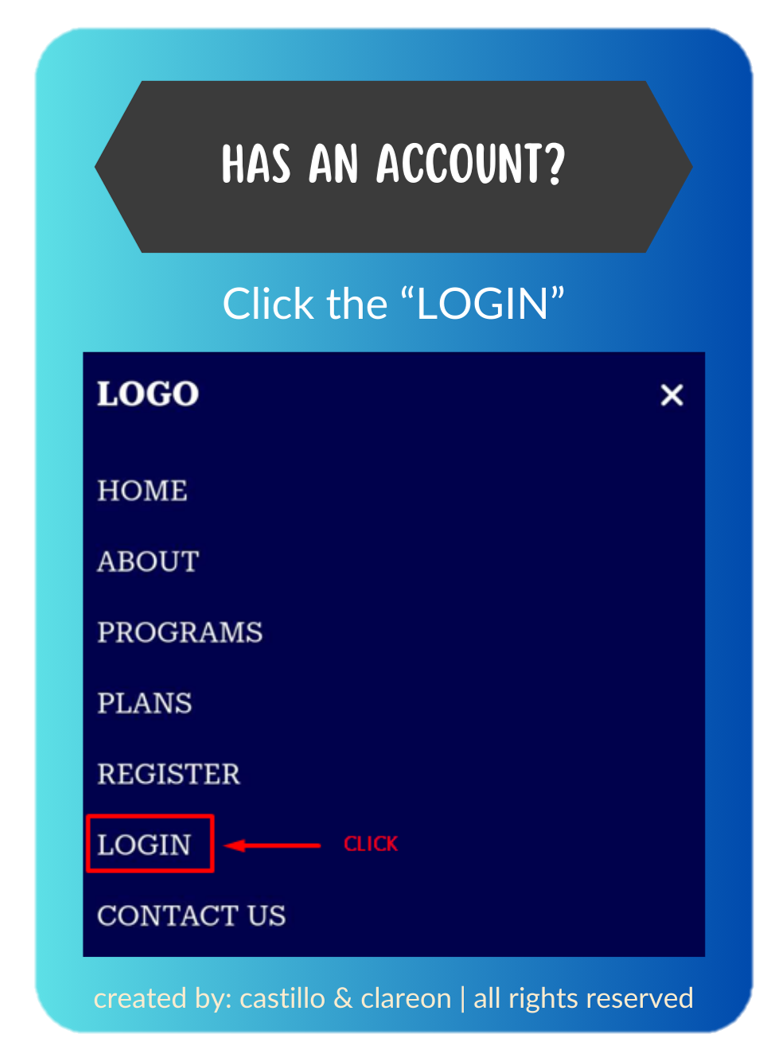 HAS AN ACCOUNT?
Click the “LOGIN”
LOGO
HOME
ABOUT
PROGRAMS
PLANS
REGISTER
LOGIN
CLICK
CONTACT US
created by: castillo & clareon | all rights reserved